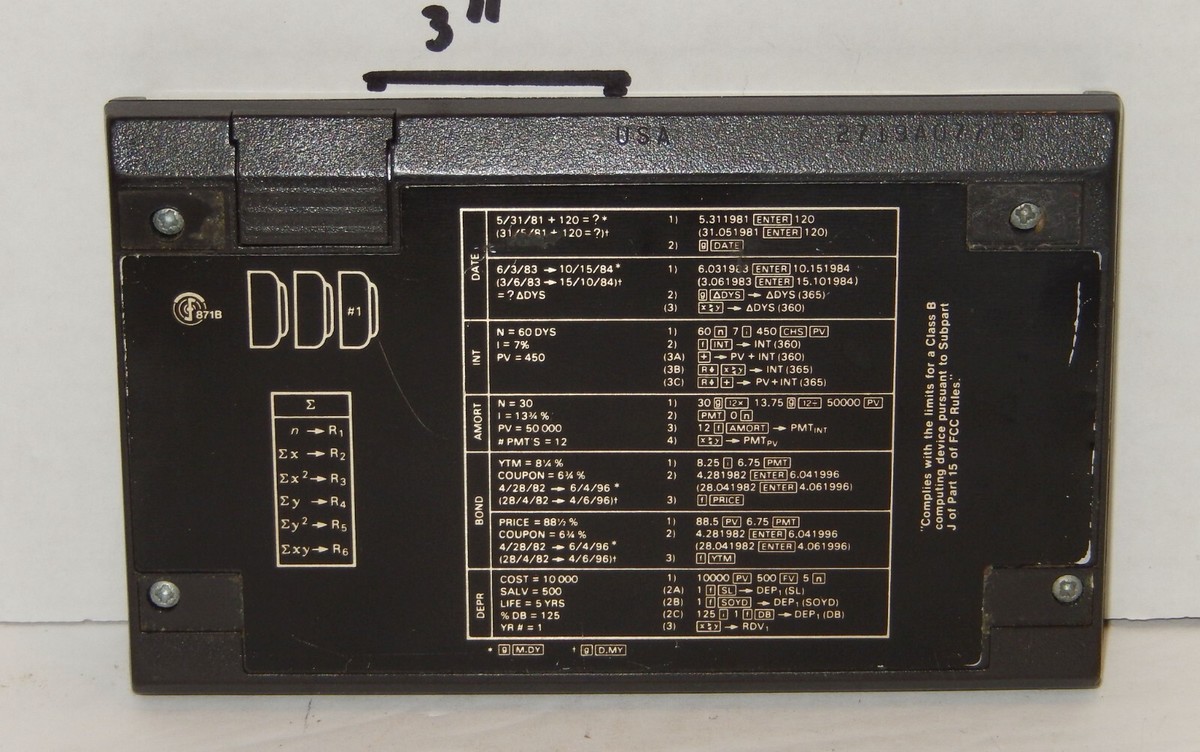 3"
USA 2719A07709
DATE
5/31/81 + 120 = ? * 1) 5.311981 ENTER 120
(31/5/81 + 120 = ?)† (31.051981 ENTER 120)
2) g DATE
6/3/83 → 10/15/84 * 1) 6.031983 ENTER 10.151984
(3/6/83 → 15/10/84)† (3.061983 ENTER 15.101984)
= ? ΔDYS 2) g ΔDYS → ΔDYS (365)
(3) x≷y → ΔDYS (360)
INT
N = 60 DYS 1) 60 n 7 i 450 CHS PV
I = 7% 2) f INT → INT (360)
PV = 450 (3A) + → PV + INT (360)
(3B) R↓ x≷y → INT (365)
(3C) R↓ + → PV + INT (365)
AMORT
N = 30 1) 30 g 12× 13.75 g 12÷ 50000 PV
I = 13¾ % 2) PMT 0 n
PV = 50 000 3) 12 f AMORT → PMT INT
# PMT'S = 12 4) x≷y → PMT PV
BOND
YTM = 8¼ % 1) 8.25 i 6.75 PMT
COUPON = 6¾ % 2) 4.281982 ENTER 6.041996
4/28/82 → 6/4/96 * (28.041982 ENTER 4.061996)
(28/4/82 → 4/6/96)† 3) f PRICE
PRICE = 88½ % 1) 88.5 PV 6.75 PMT
COUPON = 6¾ % 2) 4.281982 ENTER 6.041996
4/28/82 → 6/4/96 * (28.041982 ENTER 4.061996)
(28/4/82 → 4/6/96)† 3) f YTM
DEPR
COST = 10 000 1) 10000 PV 500 FV 5 n
SALV = 500 (2A) 1 f SL → DEP₁ (SL)
LIFE = 5 YRS (2B) 1 f SOYD → DEP₁ (SOYD)
% DB = 125 (2C) 125 i 1 f DB → DEP₁ (DB)
YR # = 1 (3) x≷y → RDV₁
* g M.DY † g D.MY
871B
#1
Σ
n → R₁
Σx → R₂
Σx² → R₃
Σy → R₄
Σy² → R₅
Σxy → R₆
"Complies with the limits for a Class B
computing device pursuant to Subpart
J of Part 15 of FCC Rules."